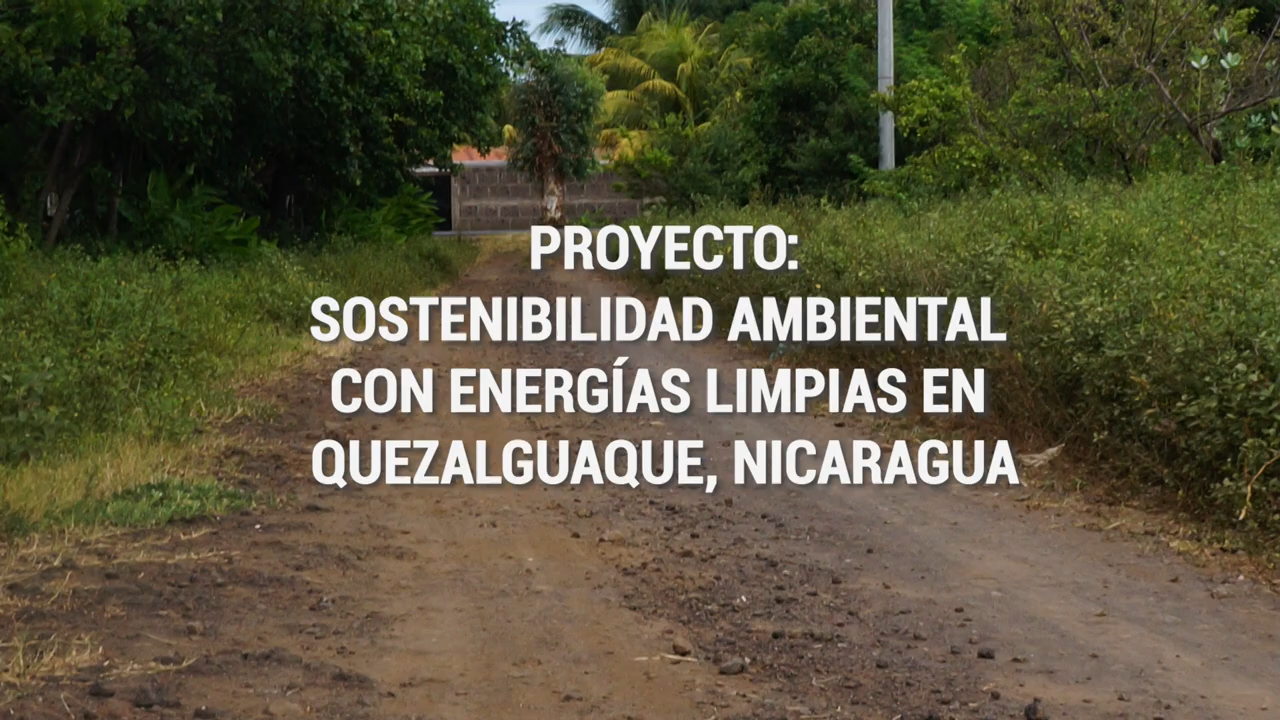 PROYECTO:
SOSTENIBILIDAD AMBIENTAL
CON ENERGÍAS LIMPIAS EN
QUEZALGUAQUE, NICARAGUA